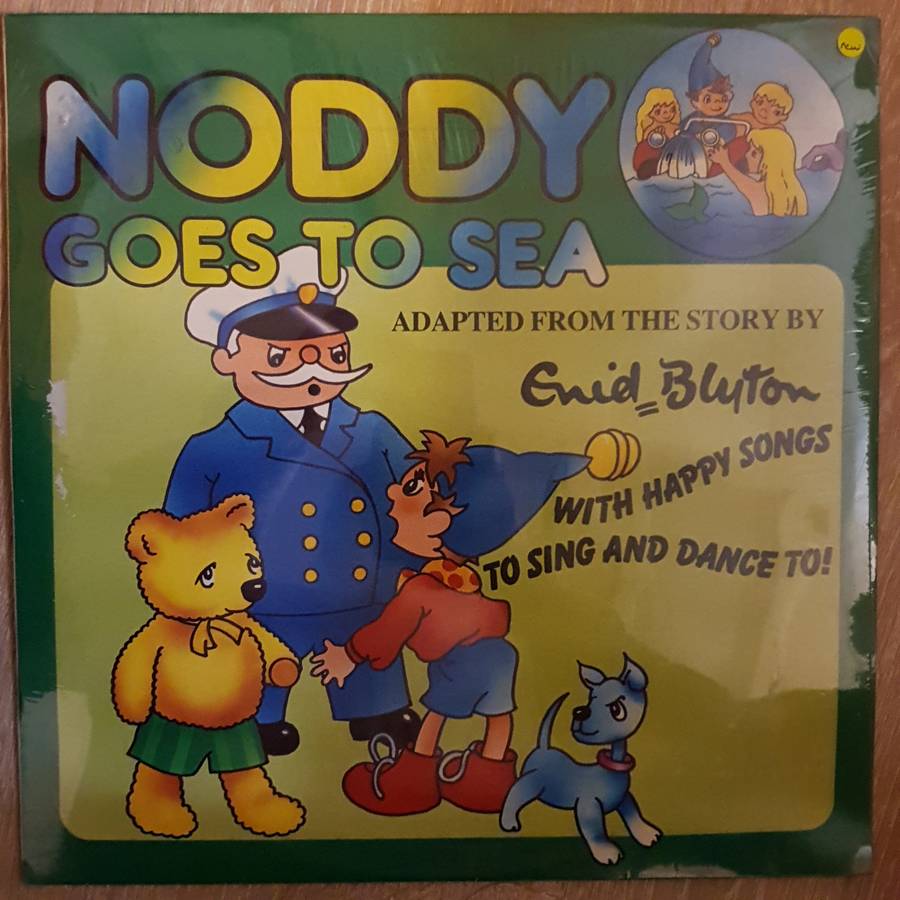 new
NODDY
GOES TO SEA
ADAPTED FROM THE STORY BY
Enid Blyton
WITH HAPPY SONGS
TO SING AND DANCE TO!